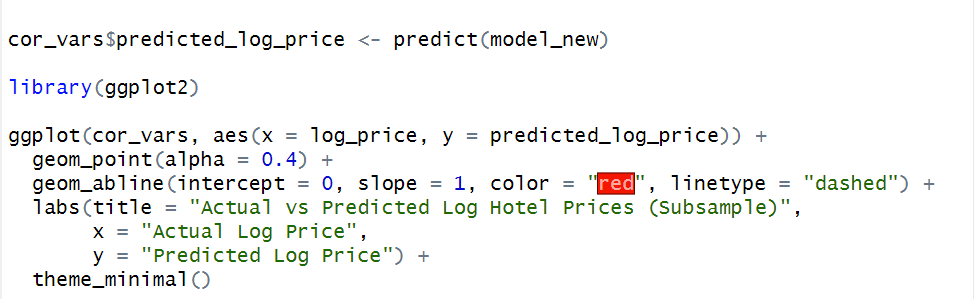 cor_vars$predicted_log_price <- predict(model_new)
library(ggplot2)
ggplot(cor_vars, aes(x = log_price, y = predicted_log_price)) +
  geom_point(alpha = 0.4) +
  geom_abline(intercept = 0, slope = 1, color = "red", linetype = "dashed") +
  labs(title = "Actual vs Predicted Log Hotel Prices (Subsample)",
       x = "Actual Log Price",
       y = "Predicted Log Price") +
  theme_minimal()